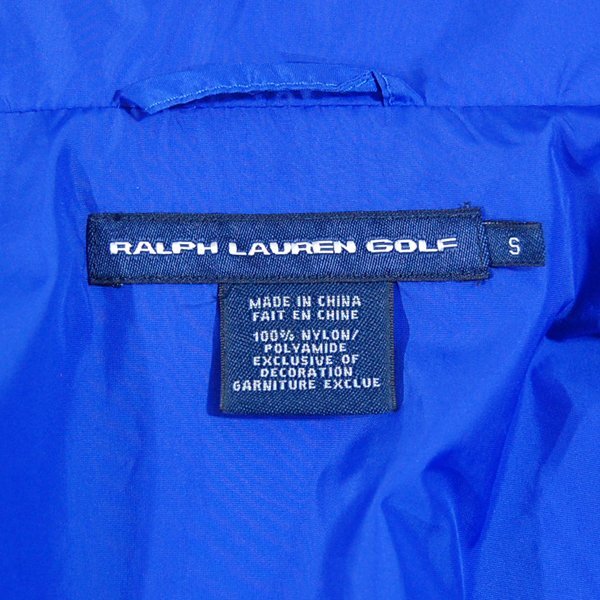 RALPH LAUREN GOLF
S
MADE IN CHINA
FAIT EN CHINE
100% NYLON/
POLYAMIDE
EXCLUSIVE OF
DECORATION
GARNITURE EXCLUE